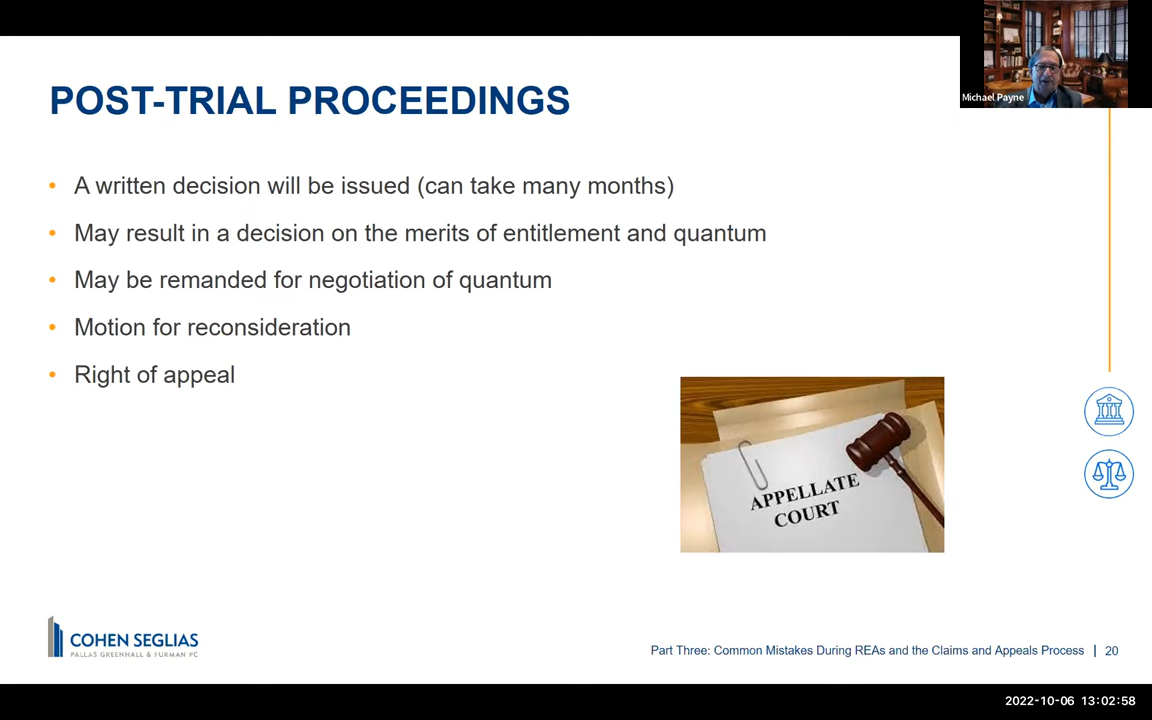 Michael Payne
POST-TRIAL PROCEEDINGS
• A written decision will be issued (can take many months)
• May result in a decision on the merits of entitlement and quantum
• May be remanded for negotiation of quantum
• Motion for reconsideration
• Right of appeal
APPELLATE
COURT
COHEN SEGLIAS
PALLAS GREENHALL & FURMAN PC
Part Three: Common Mistakes During REAs and the Claims and Appeals Process | 20
2022-10-06 13:02:58